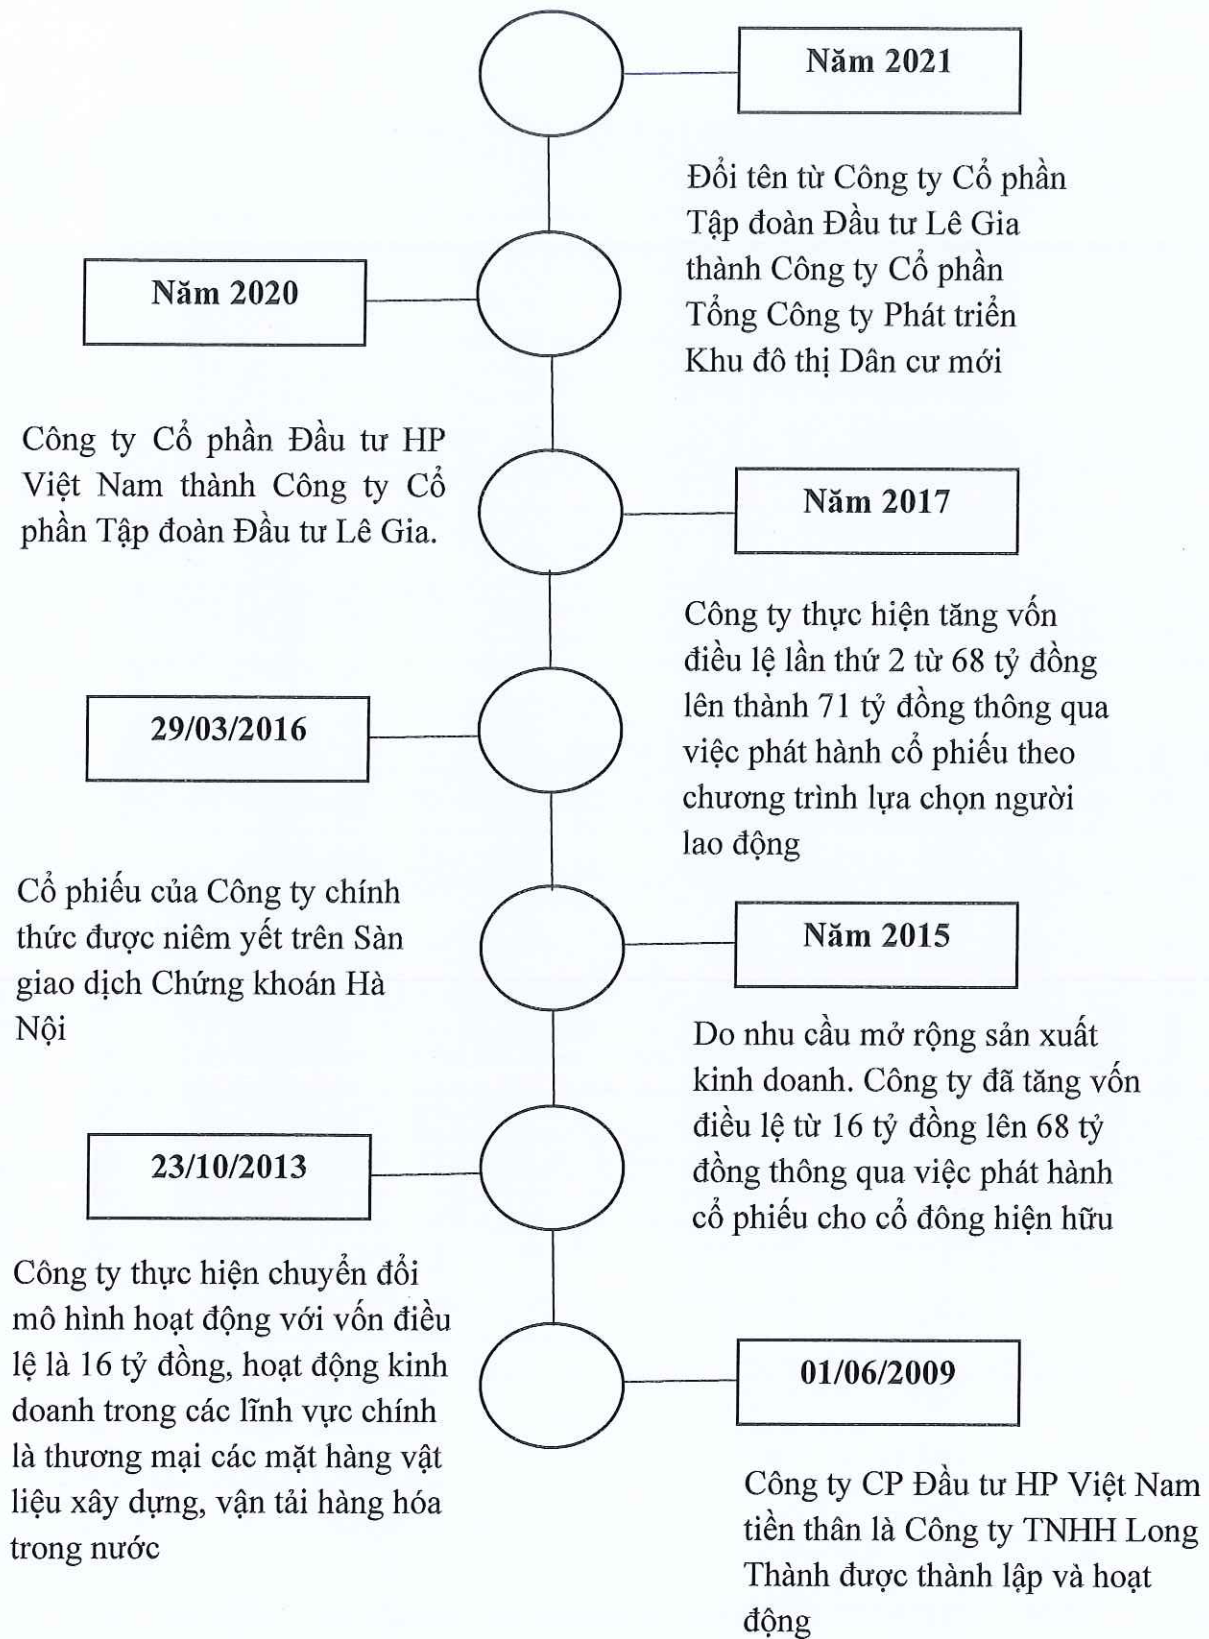 Năm 2021
Đổi tên từ Công ty Cổ phần
Tập đoàn Đầu tư Lê Gia
thành Công ty Cổ phần
Tổng Công ty Phát triển
Khu đô thị Dân cư mới
Năm 2020
Công ty Cổ phần Đầu tư HP
Việt Nam thành Công ty Cổ
phần Tập đoàn Đầu tư Lê Gia.
Năm 2017
Công ty thực hiện tăng vốn
điều lệ lần thứ 2 từ 68 tỷ đồng
lên thành 71 tỷ đồng thông qua
việc phát hành cổ phiếu theo
chương trình lựa chọn người
lao động
29/03/2016
Cổ phiếu của Công ty chính
thức được niêm yết trên Sàn
giao dịch Chứng khoán Hà
Nội
Năm 2015
Do nhu cầu mở rộng sản xuất
kinh doanh. Công ty đã tăng vốn
điều lệ từ 16 tỷ đồng lên 68 tỷ
đồng thông qua việc phát hành
cổ phiếu cho cổ đông hiện hữu
23/10/2013
Công ty thực hiện chuyển đổi
mô hình hoạt động với vốn điều
lệ là 16 tỷ đồng, hoạt động kinh
doanh trong các lĩnh vực chính
là thương mại các mặt hàng vật
liệu xây dựng, vận tải hàng hóa
trong nước
01/06/2009
Công ty CP Đầu tư HP Việt Nam
tiền thân là Công ty TNHH Long
Thành được thành lập và hoạt
động